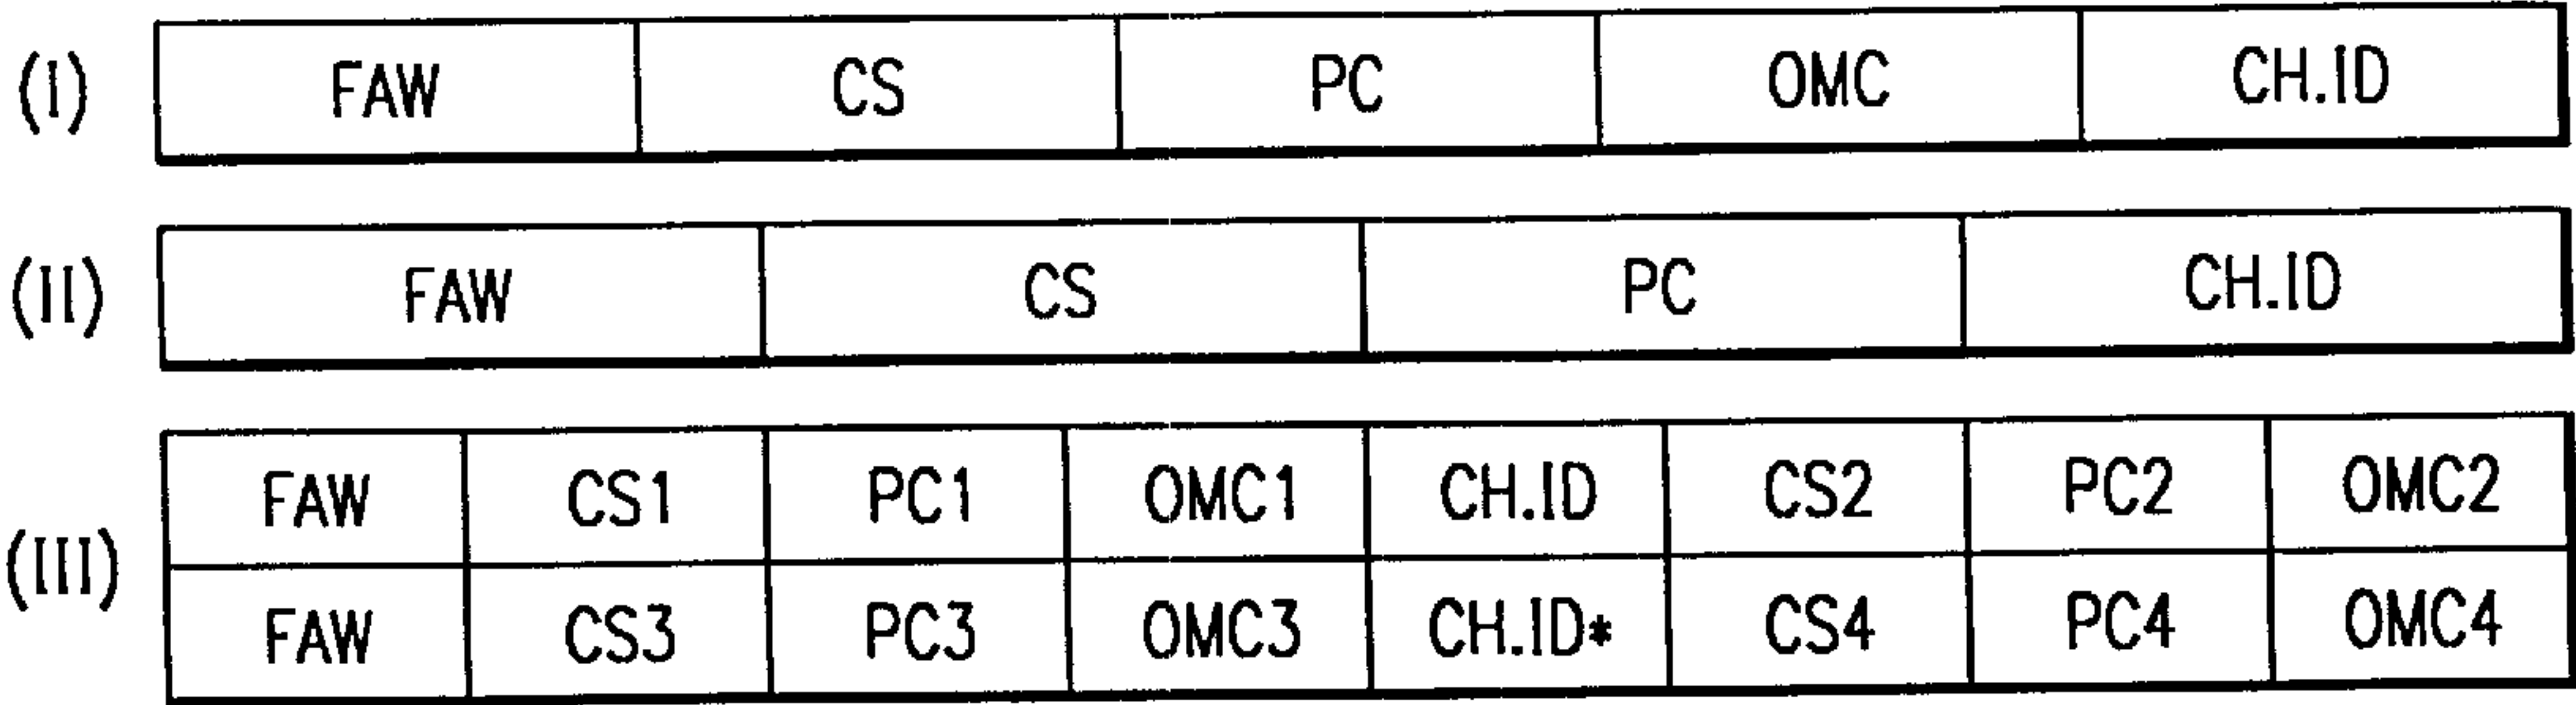 (I) FAW CS PC OMC CH.ID
(II) FAW CS PC CH.ID
(III) FAW CS1 PC1 OMC1 CH.ID CS2 PC2 OMC2
FAW CS3 PC3 OMC3 CH.ID* CS4 PC4 OMC4